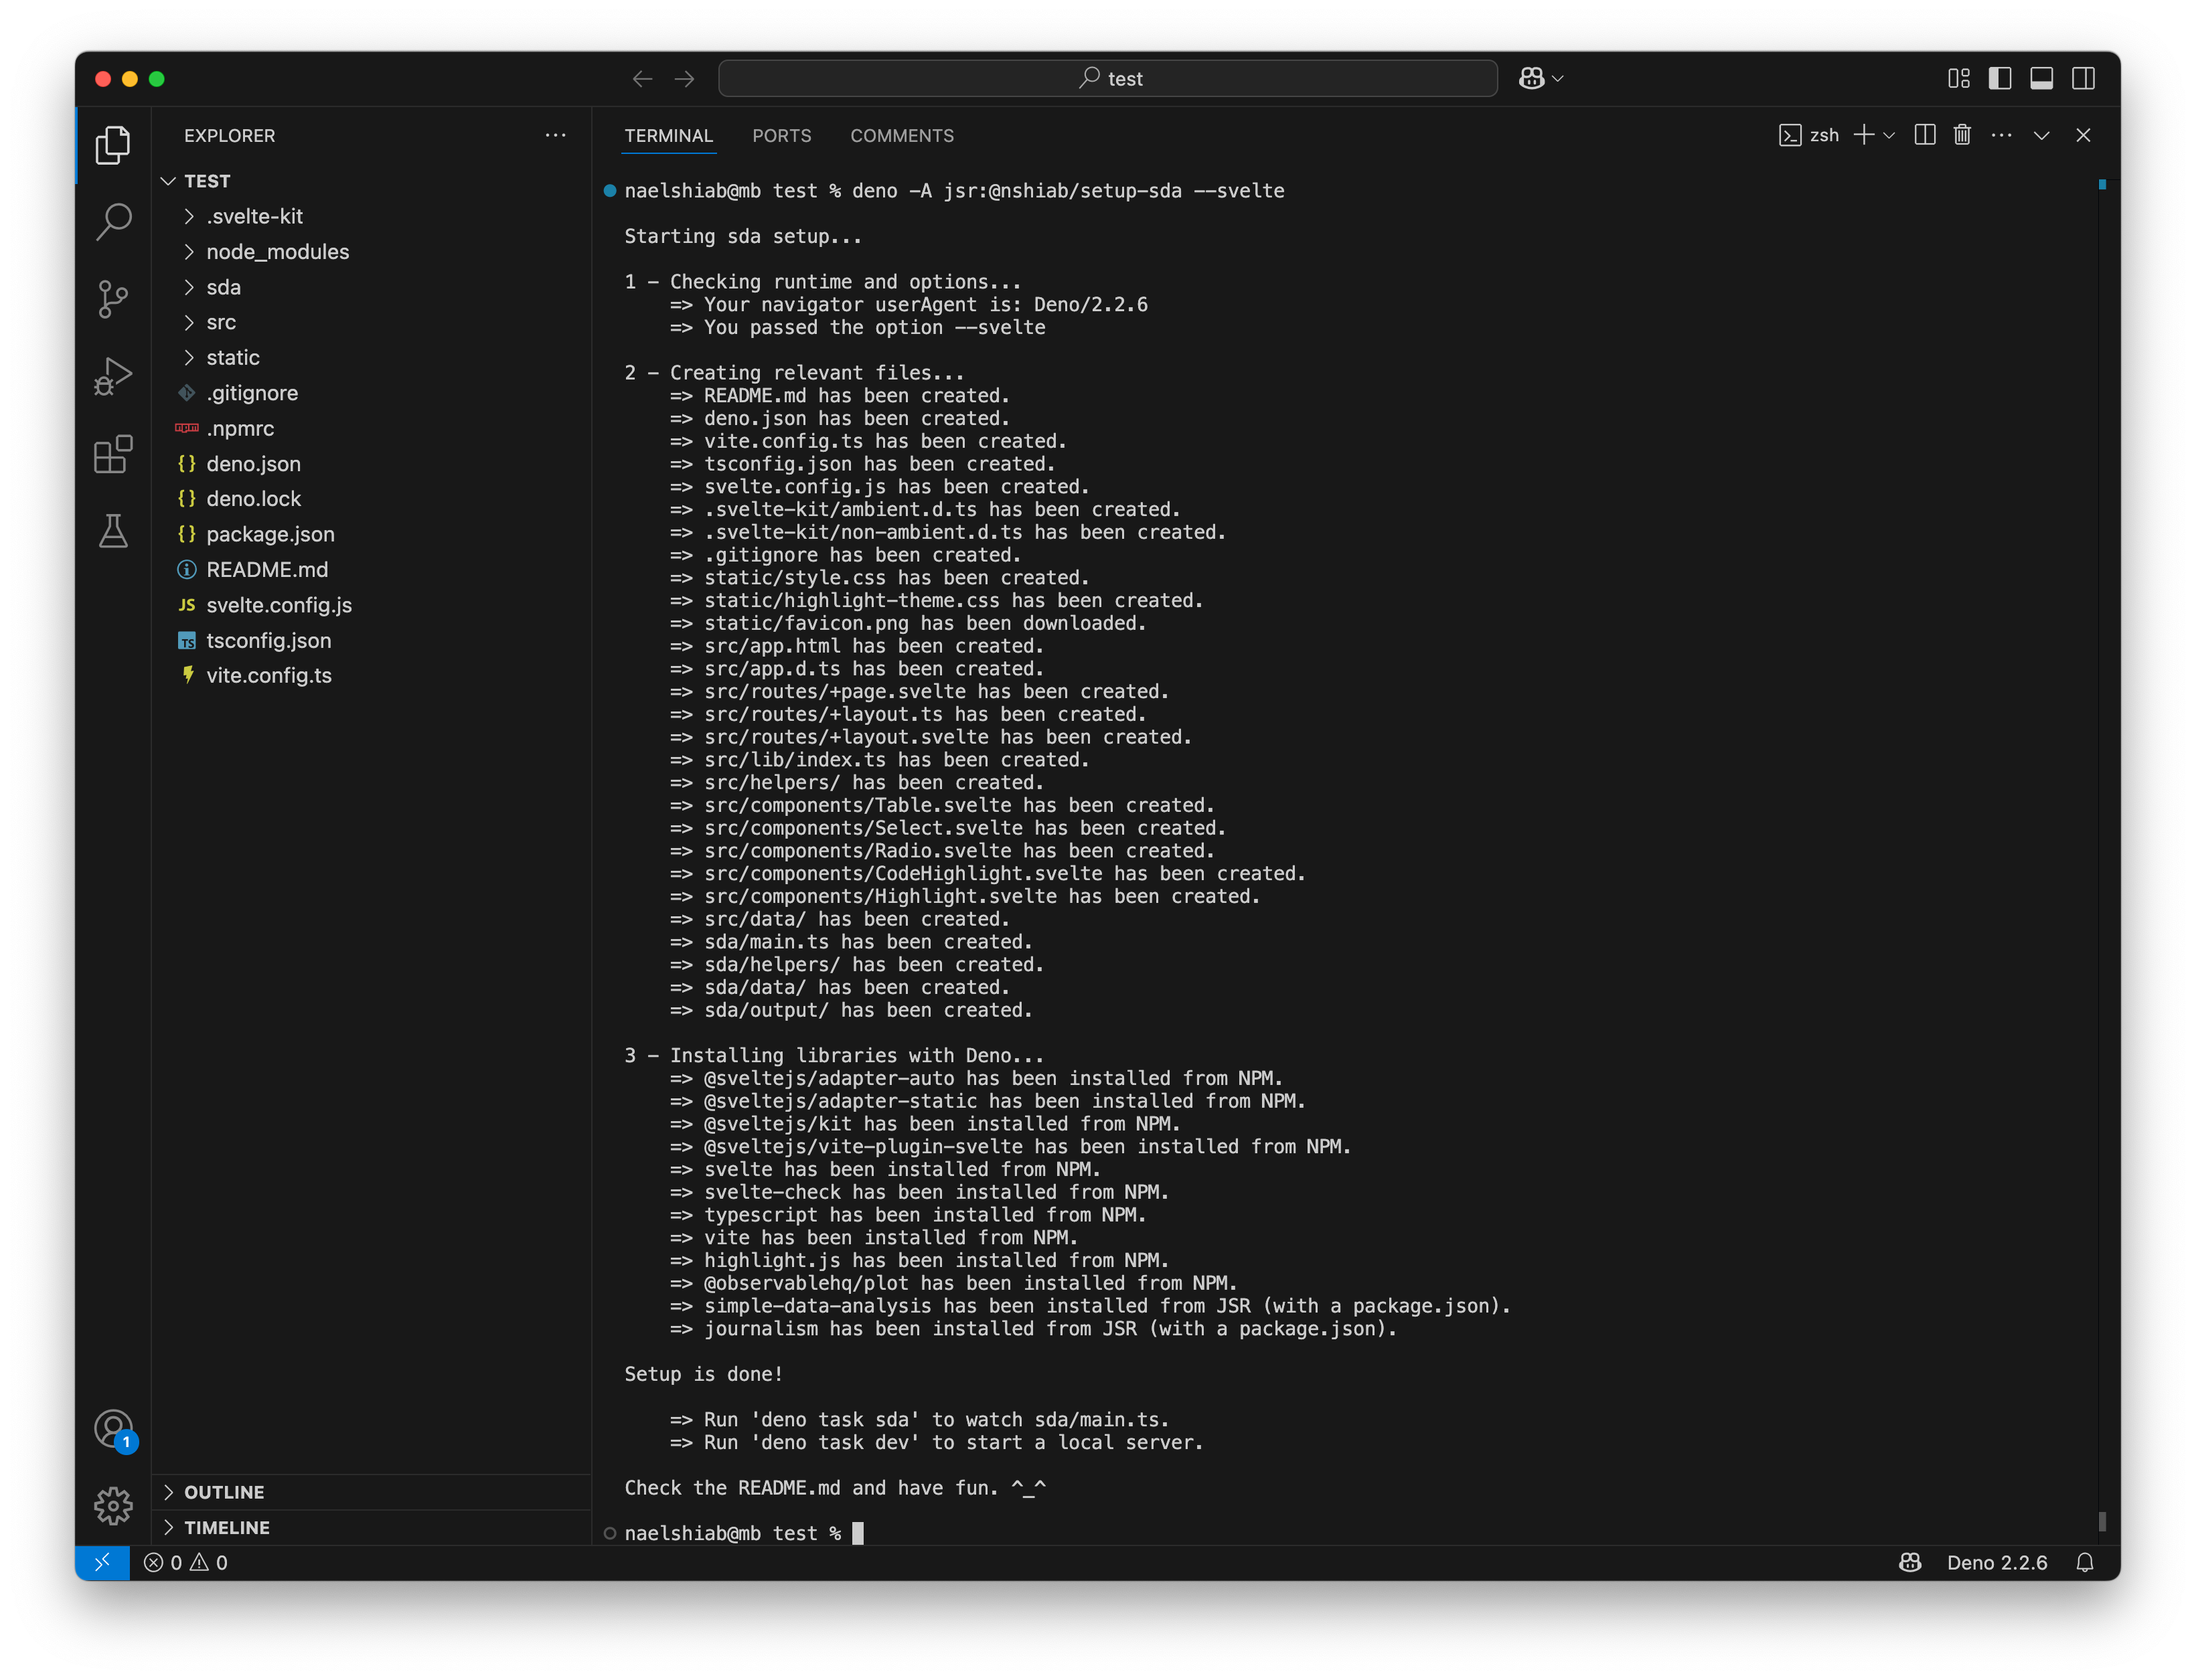 test
EXPLORER
TEST
.svelte-kit
node_modules
sda
src
static
.gitignore
.npmrc
deno.json
deno.lock
package.json
README.md
JS svelte.config.js
TS tsconfig.json
vite.config.ts
1
OUTLINE
TIMELINE
TERMINAL PORTS COMMENTS
zsh
naelshiab@mb test % deno -A jsr:@nshiab/setup-sda --svelte
Starting sda setup...
1 - Checking runtime and options...
=> Your navigator userAgent is: Deno/2.2.6
=> You passed the option --svelte
2 - Creating relevant files...
=> README.md has been created.
=> deno.json has been created.
=> vite.config.ts has been created.
=> tsconfig.json has been created.
=> svelte.config.js has been created.
=> .svelte-kit/ambient.d.ts has been created.
=> .svelte-kit/non-ambient.d.ts has been created.
=> .gitignore has been created.
=> static/style.css has been created.
=> static/highlight-theme.css has been created.
=> static/favicon.png has been downloaded.
=> src/app.html has been created.
=> src/app.d.ts has been created.
=> src/routes/+page.svelte has been created.
=> src/routes/+layout.ts has been created.
=> src/routes/+layout.svelte has been created.
=> src/lib/index.ts has been created.
=> src/helpers/ has been created.
=> src/components/Table.svelte has been created.
=> src/components/Select.svelte has been created.
=> src/components/Radio.svelte has been created.
=> src/components/CodeHighlight.svelte has been created.
=> src/components/Highlight.svelte has been created.
=> src/data/ has been created.
=> sda/main.ts has been created.
=> sda/helpers/ has been created.
=> sda/data/ has been created.
=> sda/output/ has been created.
3 - Installing libraries with Deno...
=> @sveltejs/adapter-auto has been installed from NPM.
=> @sveltejs/adapter-static has been installed from NPM.
=> @sveltejs/kit has been installed from NPM.
=> @sveltejs/vite-plugin-svelte has been installed from NPM.
=> svelte has been installed from NPM.
=> svelte-check has been installed from NPM.
=> typescript has been installed from NPM.
=> vite has been installed from NPM.
=> highlight.js has been installed from NPM.
=> @observablehq/plot has been installed from NPM.
=> simple-data-analysis has been installed from JSR (with a package.json).
=> journalism has been installed from JSR (with a package.json).
Setup is done!
=> Run 'deno task sda' to watch sda/main.ts.
=> Run 'deno task dev' to start a local server.
Check the README.md and have fun. ^_^
naelshiab@mb test %
0 0
Deno 2.2.6